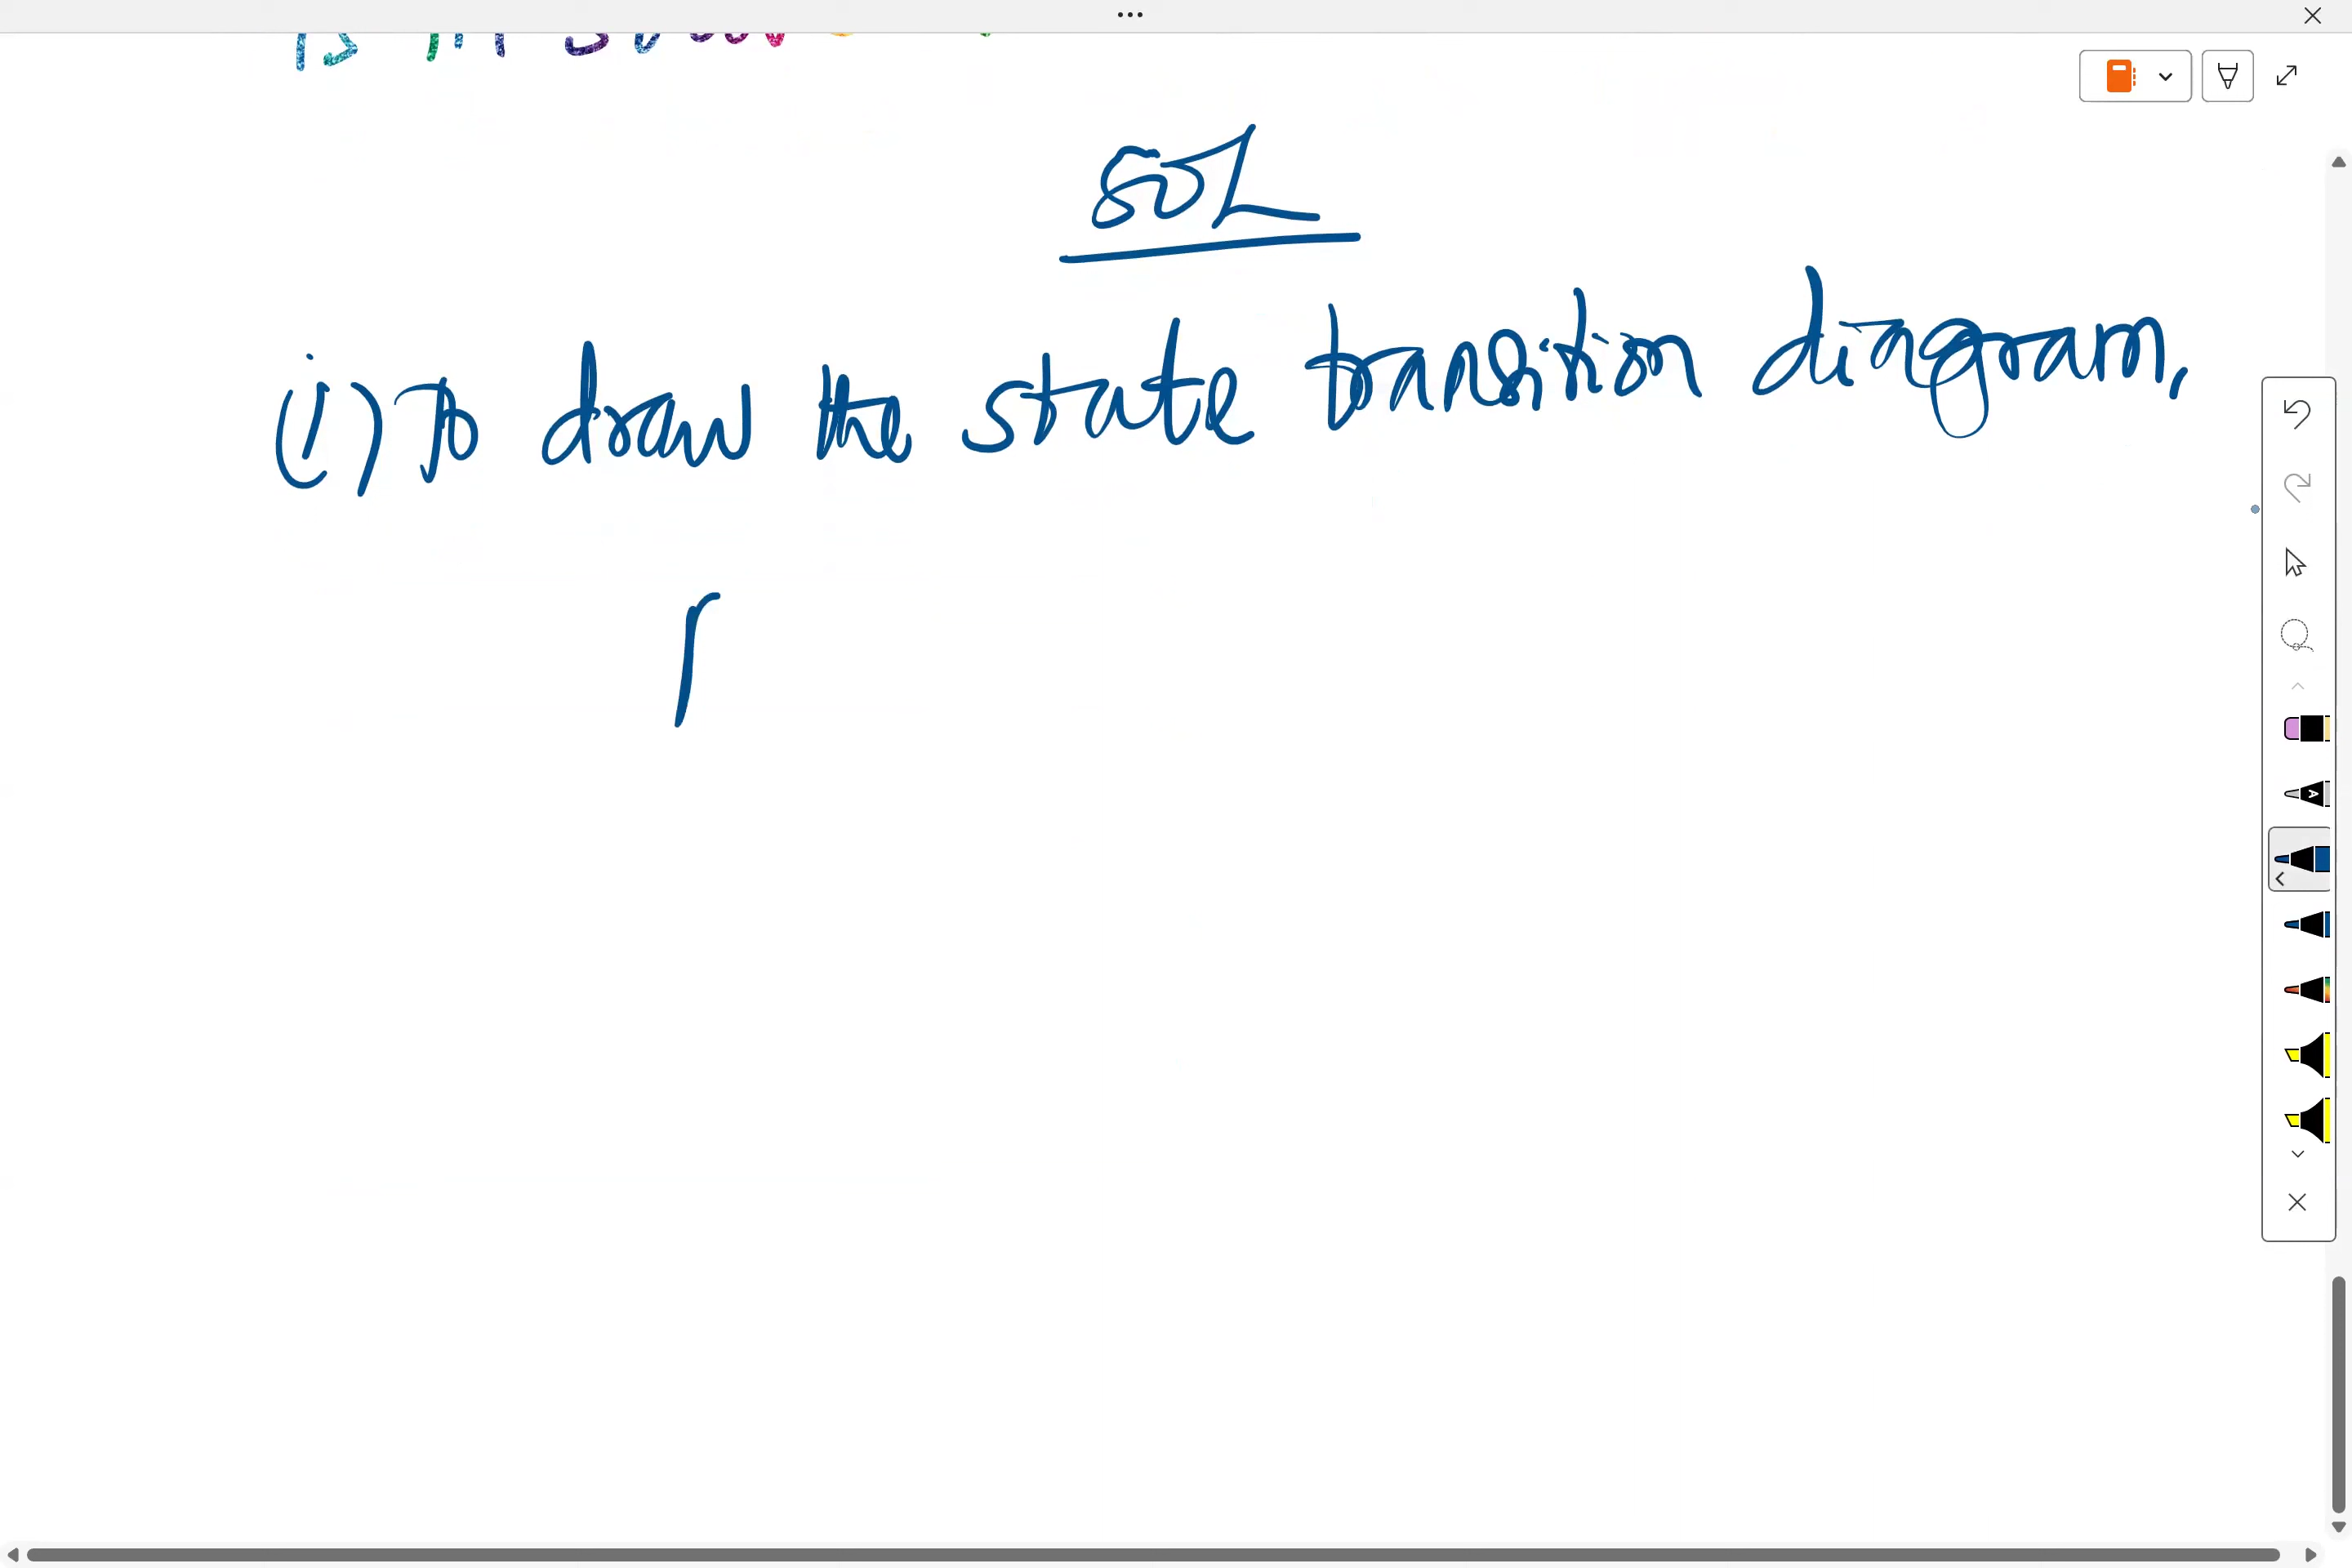 SOL
(i) To draw the state transition diagram,